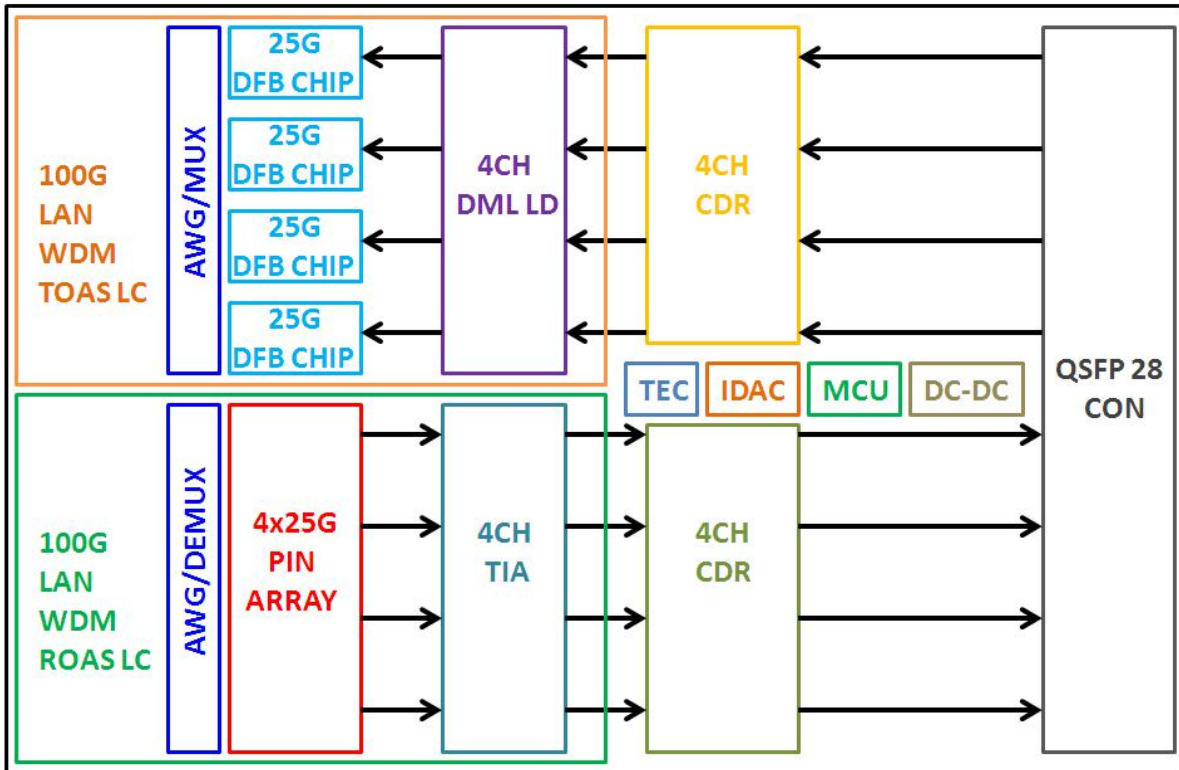 100G
LAN
WDM
TOAS LC
AWG/MUX
25G
DFB CHIP
25G
DFB CHIP
25G
DFB CHIP
25G
DFB CHIP
4CH
DML LD
4CH
CDR
QSFP 28
CON
TEC
IDAC
MCU
DC-DC
100G
LAN
WDM
ROAS LC
AWG/DEMUX
4x25G
PIN
ARRAY
4CH
TIA
4CH
CDR